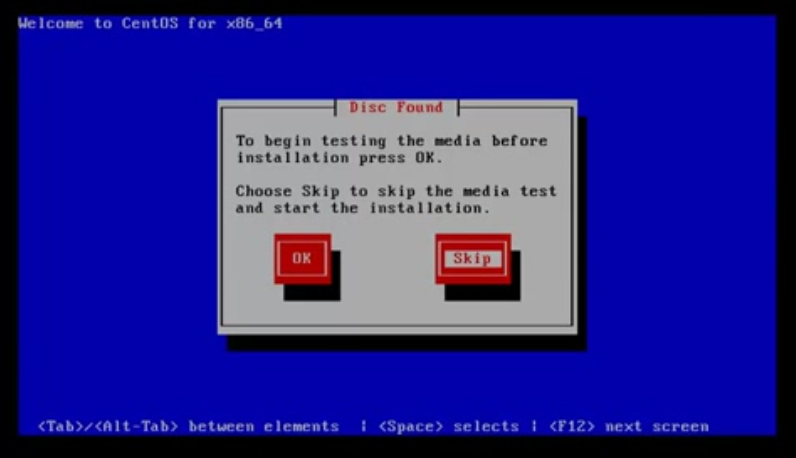 Welcome to CentOS for x86_64
Disc Found
To begin testing the media before
installation press OK.
Choose Skip to skip the media test
and start the installation.
OK
Skip
<Tab>/<Alt-Tab> between elements | <Space> selects | <F12> next screen